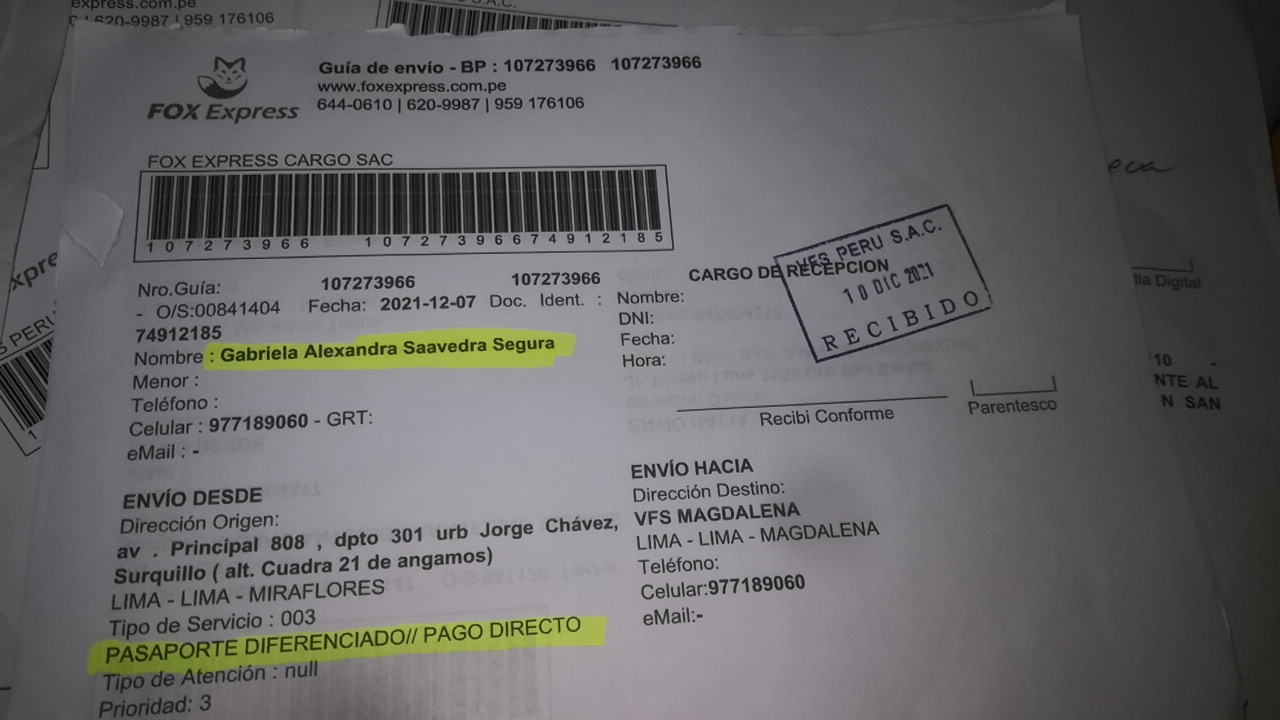 express.com.pe
620-9987 | 959 176106
S.A.C.
FOX Express
Guía de envío - BP : 107273966 107273966
www.foxexpress.com.pe
644-0610 | 620-9987 | 959 176106
FOX EXPRESS CARGO SAC
107273966 10727396674912185
Nro.Guía: 107273966 107273966
- O/S:00841404 Fecha: 2021-12-07 Doc. Ident. :
74912185
Nombre : Gabriela Alexandra Saavedra Segura
Menor :
Teléfono :
Celular : 977189060 - GRT:
eMail : -
CARGO DE RECEPCION
Nombre:
DNI:
Fecha:
Hora:
VFS PERU S.A.C.
10 DIC 2021
RECIBIDO
Recibi Conforme
Parentesco
ENVÍO DESDE
Dirección Origen:
av . Principal 808 , dpto 301 urb Jorge Chávez,
Surquillo ( alt. Cuadra 21 de angamos)
LIMA - LIMA - MIRAFLORES
Tipo de Servicio : 003
PASAPORTE DIFERENCIADO// PAGO DIRECTO
Tipo de Atención : null
Prioridad: 3
ENVÍO HACIA
Dirección Destino:
VFS MAGDALENA
LIMA - LIMA - MAGDALENA
Teléfono:
Celular:977189060
eMail:-
lla Digital
10 -
NTE AL
N SAN